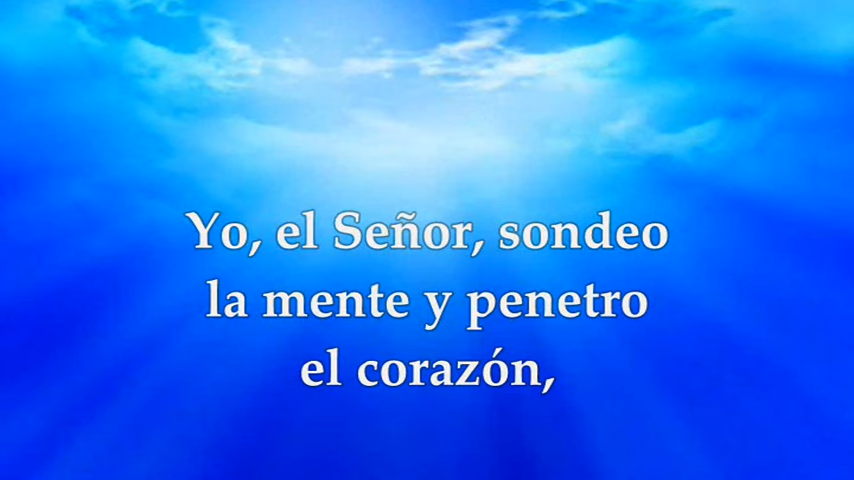 Yo, el Señor, sondeo
la mente y penetro
el corazón,